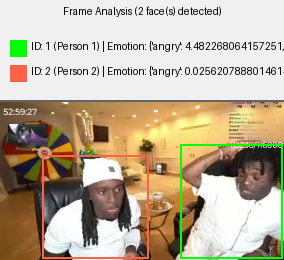 Frame Analysis (2 face(s) detected)
ID: 1 (Person 1) | Emotion: {'angry': 4.482268064157251,
ID: 2 (Person 2) | Emotion: {'angry': 0.025620788801461
52:59:27